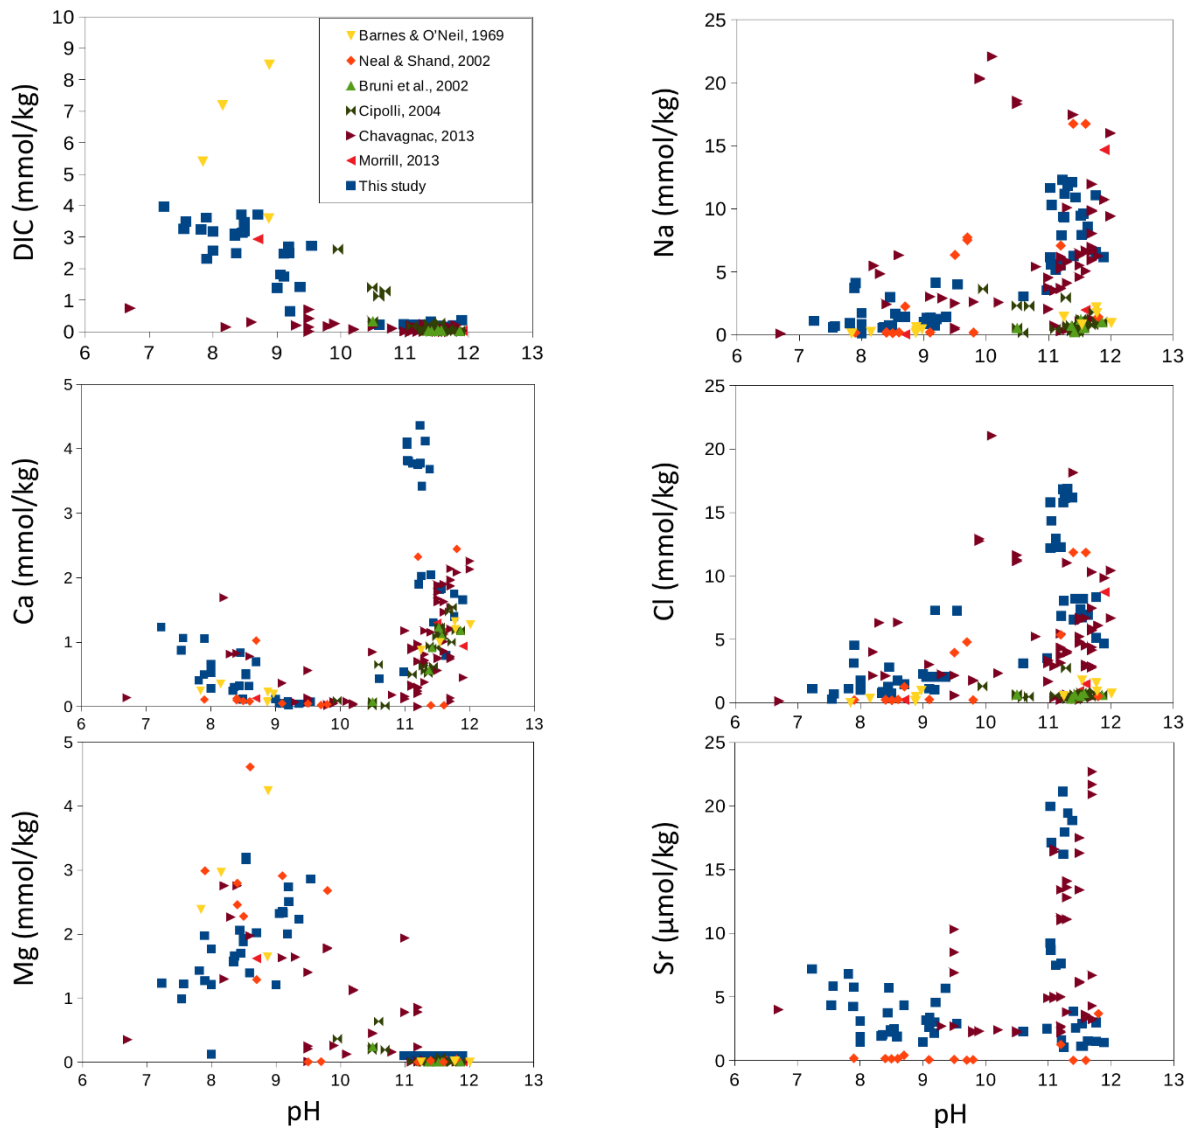 10
9
8
7
6
5
4
3
2
1
0
DIC (mmol/kg)
6 7 8 9 10 11 12 13
Barnes & O'Neil, 1969
Neal & Shand, 2002
Bruni et al., 2002
Cipolli, 2004
Chavagnac, 2013
Morrill, 2013
This study
25
20
15
10
5
0
Na (mmol/kg)
6 7 8 9 10 11 12 13
5
4
3
2
1
0
Ca (mmol/kg)
6 7 8 9 10 11 12 13
25
20
15
10
5
0
Cl (mmol/kg)
6 7 8 9 10 11 12 13
5
4
3
2
1
0
Mg (mmol/kg)
6 7 8 9 10 11 12 13
pH
25
20
15
10
5
0
Sr (μmol/kg)
6 7 8 9 10 11 12 13
pH